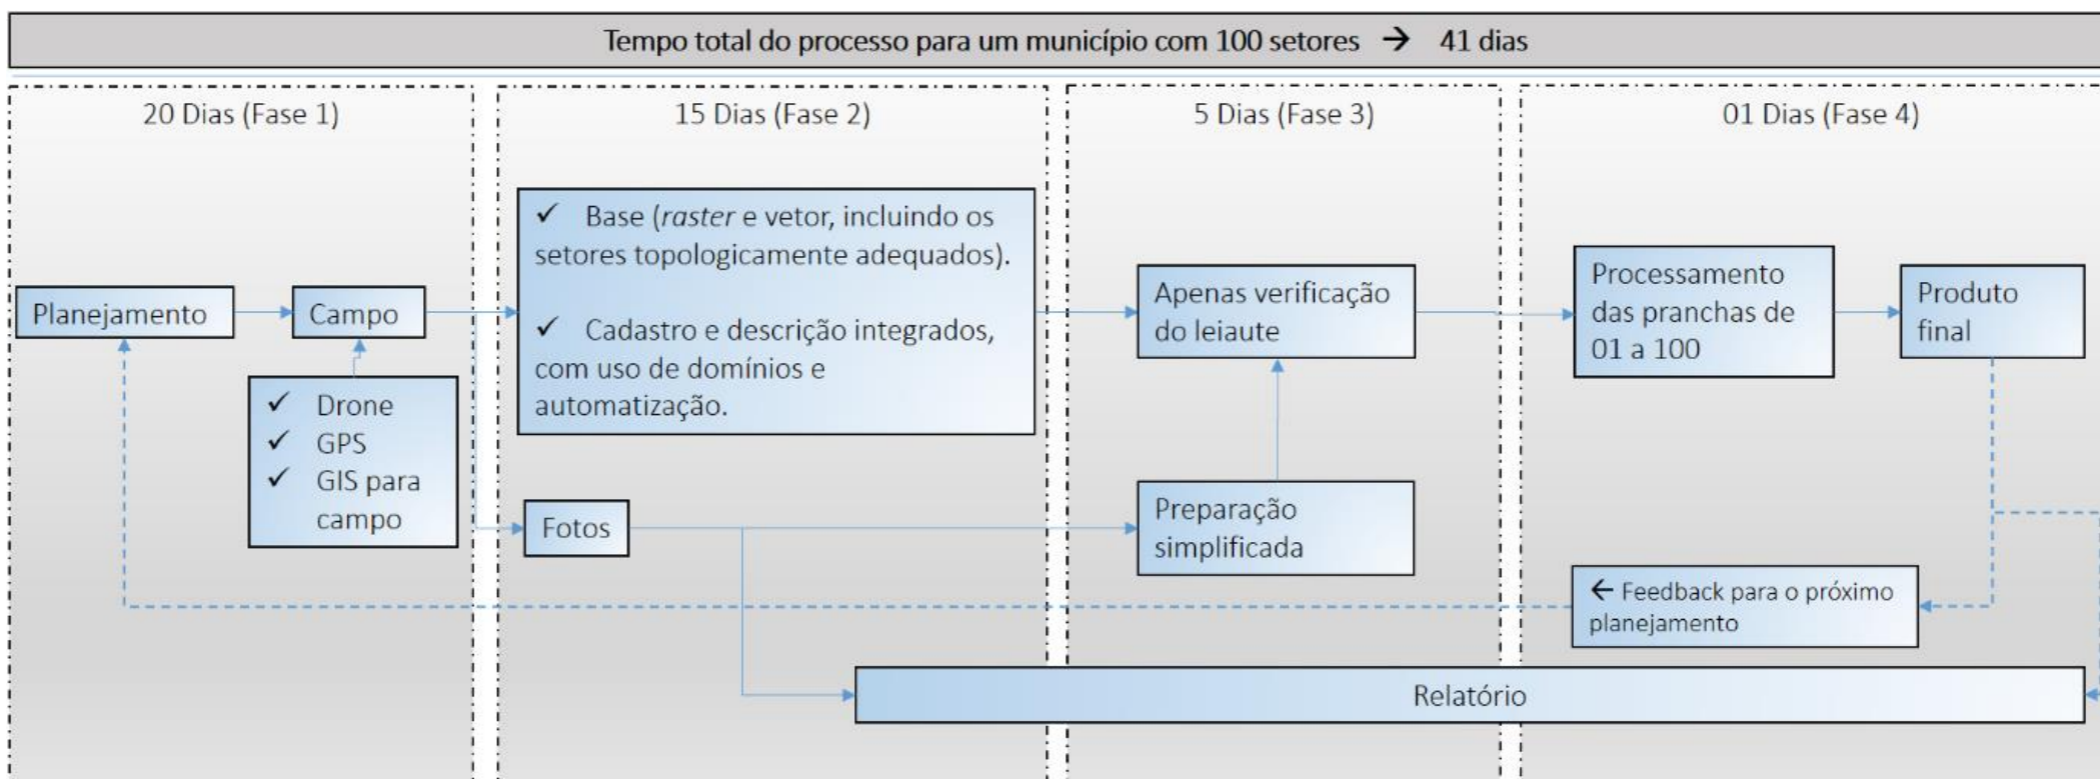 Tempo total do processo para um município com 100 setores → 41 dias
20 Dias (Fase 1)
15 Dias (Fase 2)
5 Dias (Fase 3)
01 Dias (Fase 4)
Planejamento
Campo
✓ Drone
✓ GPS
✓ GIS para
campo
✓ Base (raster e vetor, incluindo os
setores topologicamente adequados).
✓ Cadastro e descrição integrados,
com uso de domínios e
automatização.
Fotos
Apenas verificação
do leiaute
Preparação
simplificada
Processamento
das pranchas de
01 a 100
Produto
final
← Feedback para o próximo
planejamento
Relatório